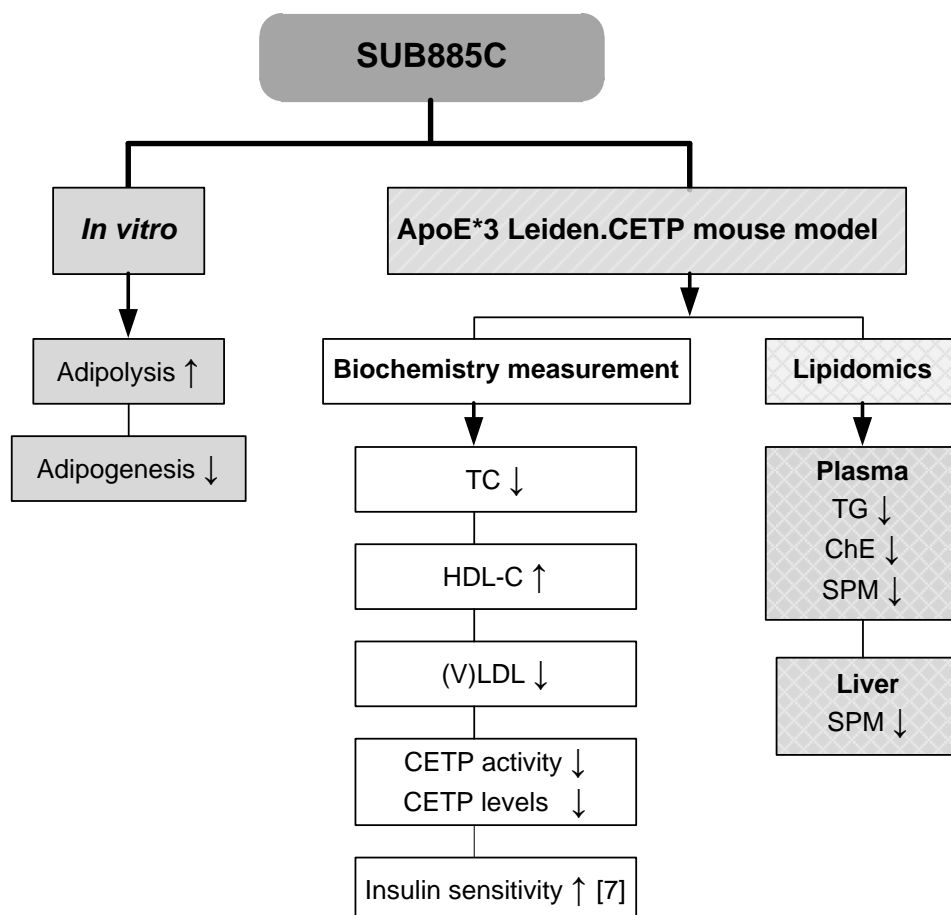 SUB885C
In vitro
ApoE*3 Leiden.CETP mouse model
Adipolysis ↑
Adipogenesis ↓
Biochemistry measurement
TC ↓
HDL-C ↑
(V)LDL ↓
CETP activity ↓
CETP levels ↓
Insulin sensitivity ↑ [7]
Lipidomics
Plasma
TG ↓
ChE ↓
SPM ↓
Liver
SPM ↓